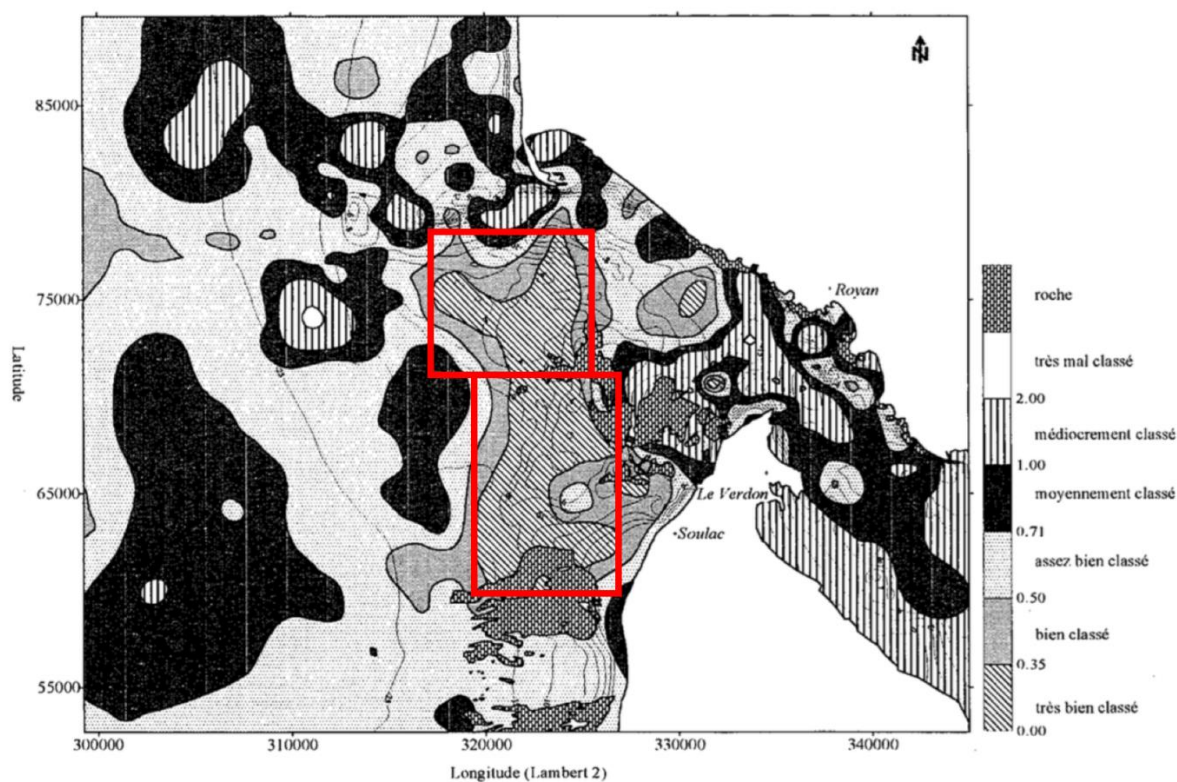 N
85000
75000
65000
55000
Latitude
300000
310000
320000
330000
340000
Longitude (Lambert 2)
Royan
Le Verdon
Soulac
roche
très mal classé
2.00
médiocrement classé
1.00
moyennement classé
0.71
assez bien classé
0.50
bien classé
0.35
très bien classé
0.00